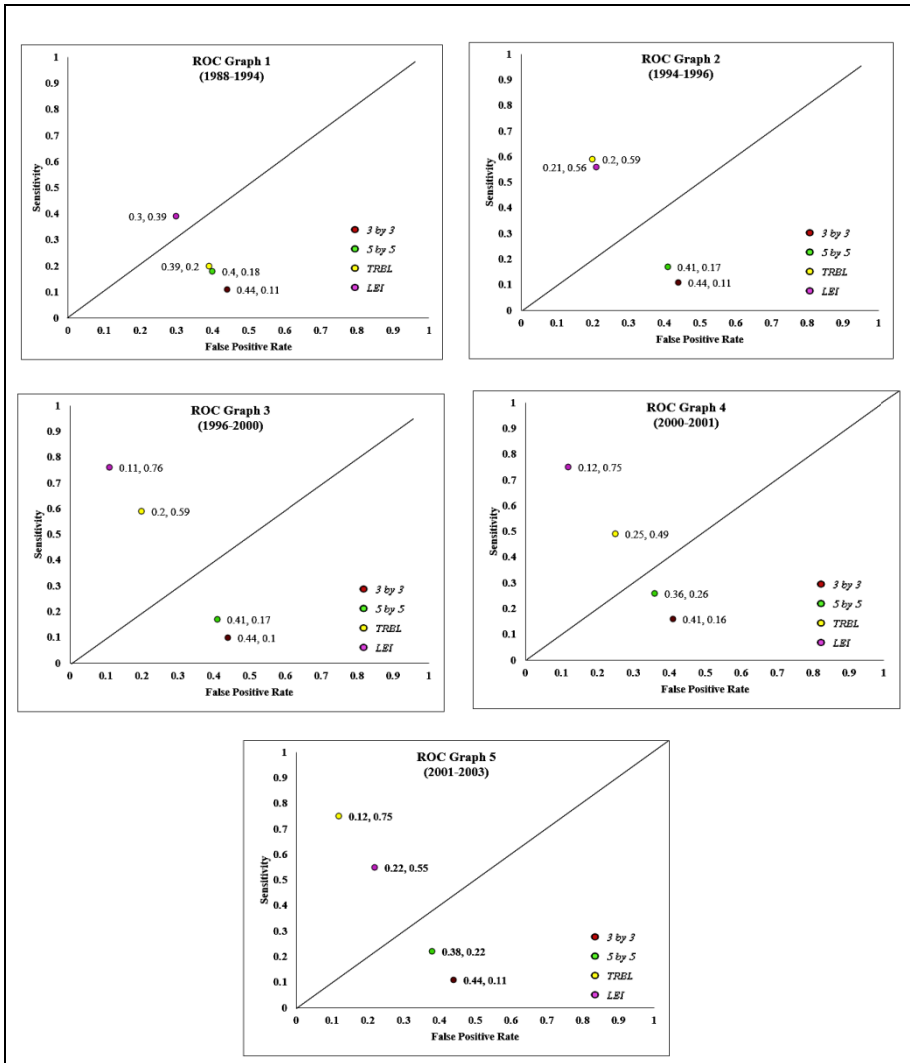 ROC Graph 1
(1988-1994)
1
0.9
0.8
0.7
0.6
0.5
0.4
0.3
0.2
0.1
0
Sensitivity
0.3, 0.39
0.39, 0.2
0.4, 0.18
0.44, 0.11
3 by 3
5 by 5
TRBL
LEI
0 0.1 0.2 0.3 0.4 0.5 0.6 0.7 0.8 0.9 1
False Positive Rate
ROC Graph 2
(1994-1996)
1
0.9
0.8
0.7
0.6
0.5
0.4
0.3
0.2
0.1
0
Sensitivity
0.2, 0.59
0.21, 0.56
0.41, 0.17
0.44, 0.11
3 by 3
5 by 5
TRBL
LEI
0 0.1 0.2 0.3 0.4 0.5 0.6 0.7 0.8 0.9 1
False Positive Rate
ROC Graph 3
(1996-2000)
1
0.9
0.8
0.7
0.6
0.5
0.4
0.3
0.2
0.1
0
Sensitivity
0.11, 0.76
0.2, 0.59
0.41, 0.17
0.44, 0.1
3 by 3
5 by 5
TRBL
LEI
0 0.1 0.2 0.3 0.4 0.5 0.6 0.7 0.8 0.9 1
False Positive Rate
ROC Graph 4
(2000-2001)
1
0.9
0.8
0.7
0.6
0.5
0.4
0.3
0.2
0.1
0
Sensitivity
0.12, 0.75
0.25, 0.49
0.36, 0.26
0.41, 0.16
3 by 3
5 by 5
TRBL
LEI
0 0.1 0.2 0.3 0.4 0.5 0.6 0.7 0.8 0.9 1
False Positive Rate
ROC Graph 5
(2001-2003)
1
0.9
0.8
0.7
0.6
0.5
0.4
0.3
0.2
0.1
0
Sensitivity
0.12, 0.75
0.22, 0.55
0.38, 0.22
0.44, 0.11
3 by 3
5 by 5
TRBL
LEI
0 0.1 0.2 0.3 0.4 0.5 0.6 0.7 0.8 0.9 1
False Positive Rate